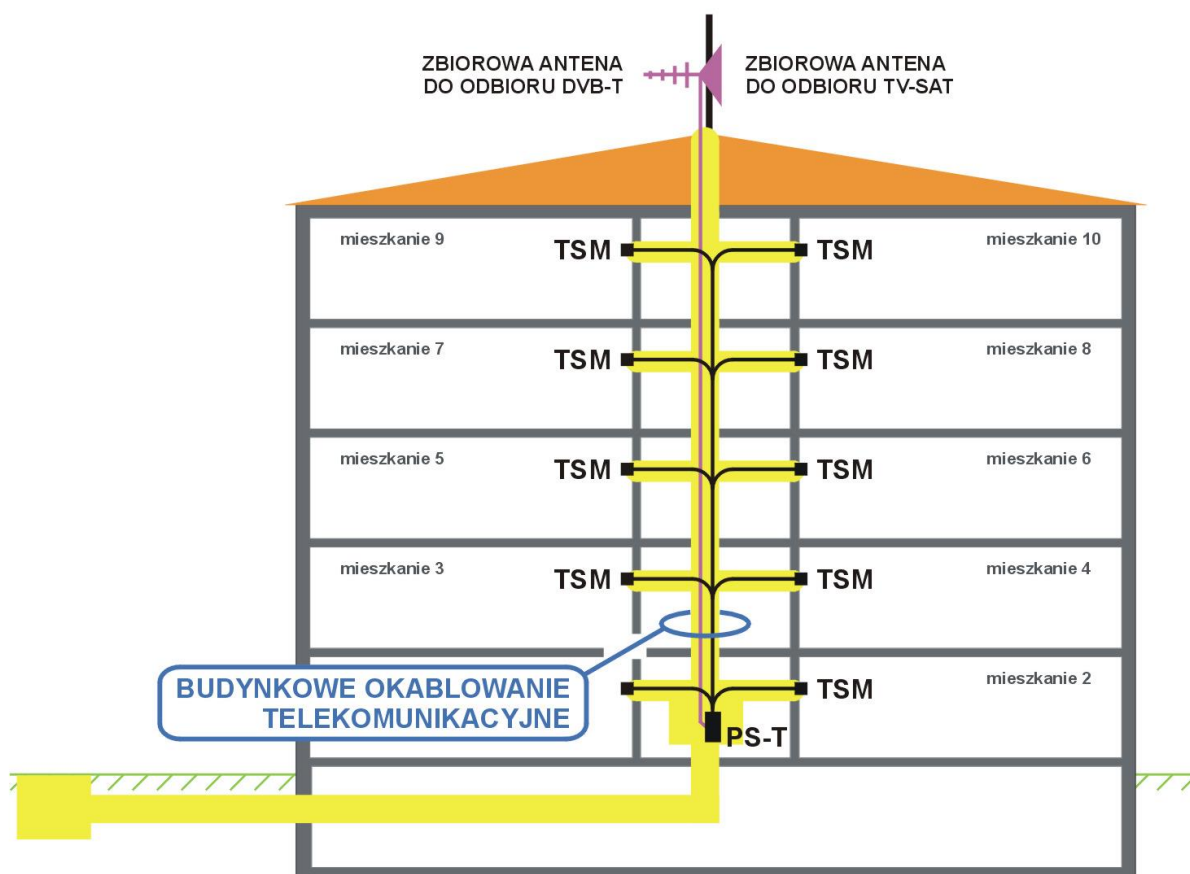 ZBIOROWA ANTENA
DO ODBIORU DVB-T
ZBIOROWA ANTENA
DO ODBIORU TV-SAT
mieszkanie 9
TSM
TSM
mieszkanie 10
mieszkanie 7
TSM
TSM
mieszkanie 8
mieszkanie 5
TSM
TSM
mieszkanie 6
mieszkanie 3
TSM
TSM
mieszkanie 4
BUDYNKOWE OKABLOWANIE
TELEKOMUNIKACYJNE
TSM
mieszkanie 2
PS-T